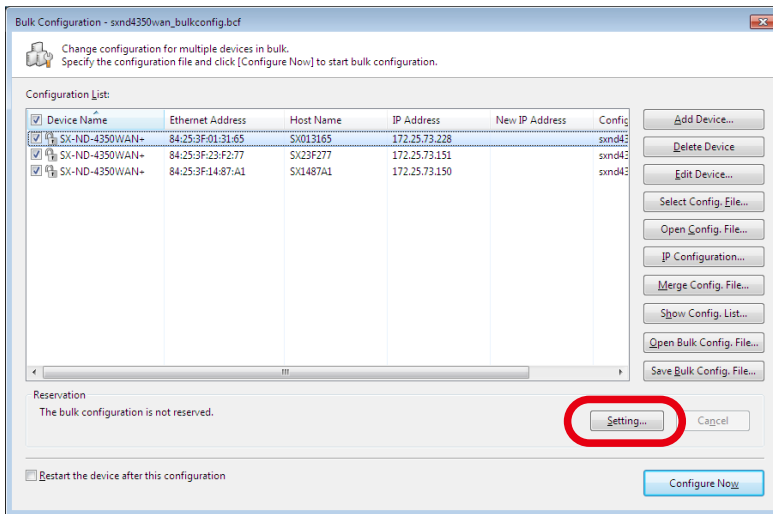 Bulk Configuration - sxnd4350wan_bulkconfig.bcf
Change configuration for multiple devices in bulk.
Specify the configuration file and click [Configure Now] to start bulk configuration.
Configuration List:
Device Name Ethernet Address Host Name IP Address New IP Address Config
SX-ND-4350WAN+ 84:25:3F:01:31:65 SX013165 172.25.73.228 sxnd43
SX-ND-4350WAN+ 84:25:3F:23:F2:77 SX23F277 172.25.73.151 sxnd43
SX-ND-4350WAN+ 84:25:3F:14:87:A1 SX1487A1 172.25.73.150 sxnd43
Add Device...
Delete Device
Edit Device...
Select Config. File...
Open Config. File...
IP Configuration...
Merge Config. File...
Show Config. List...
Open Bulk Config. File...
Save Bulk Config. File...
Reservation
The bulk configuration is not reserved.
Setting... Cancel
Restart the device after this configuration
Configure Now